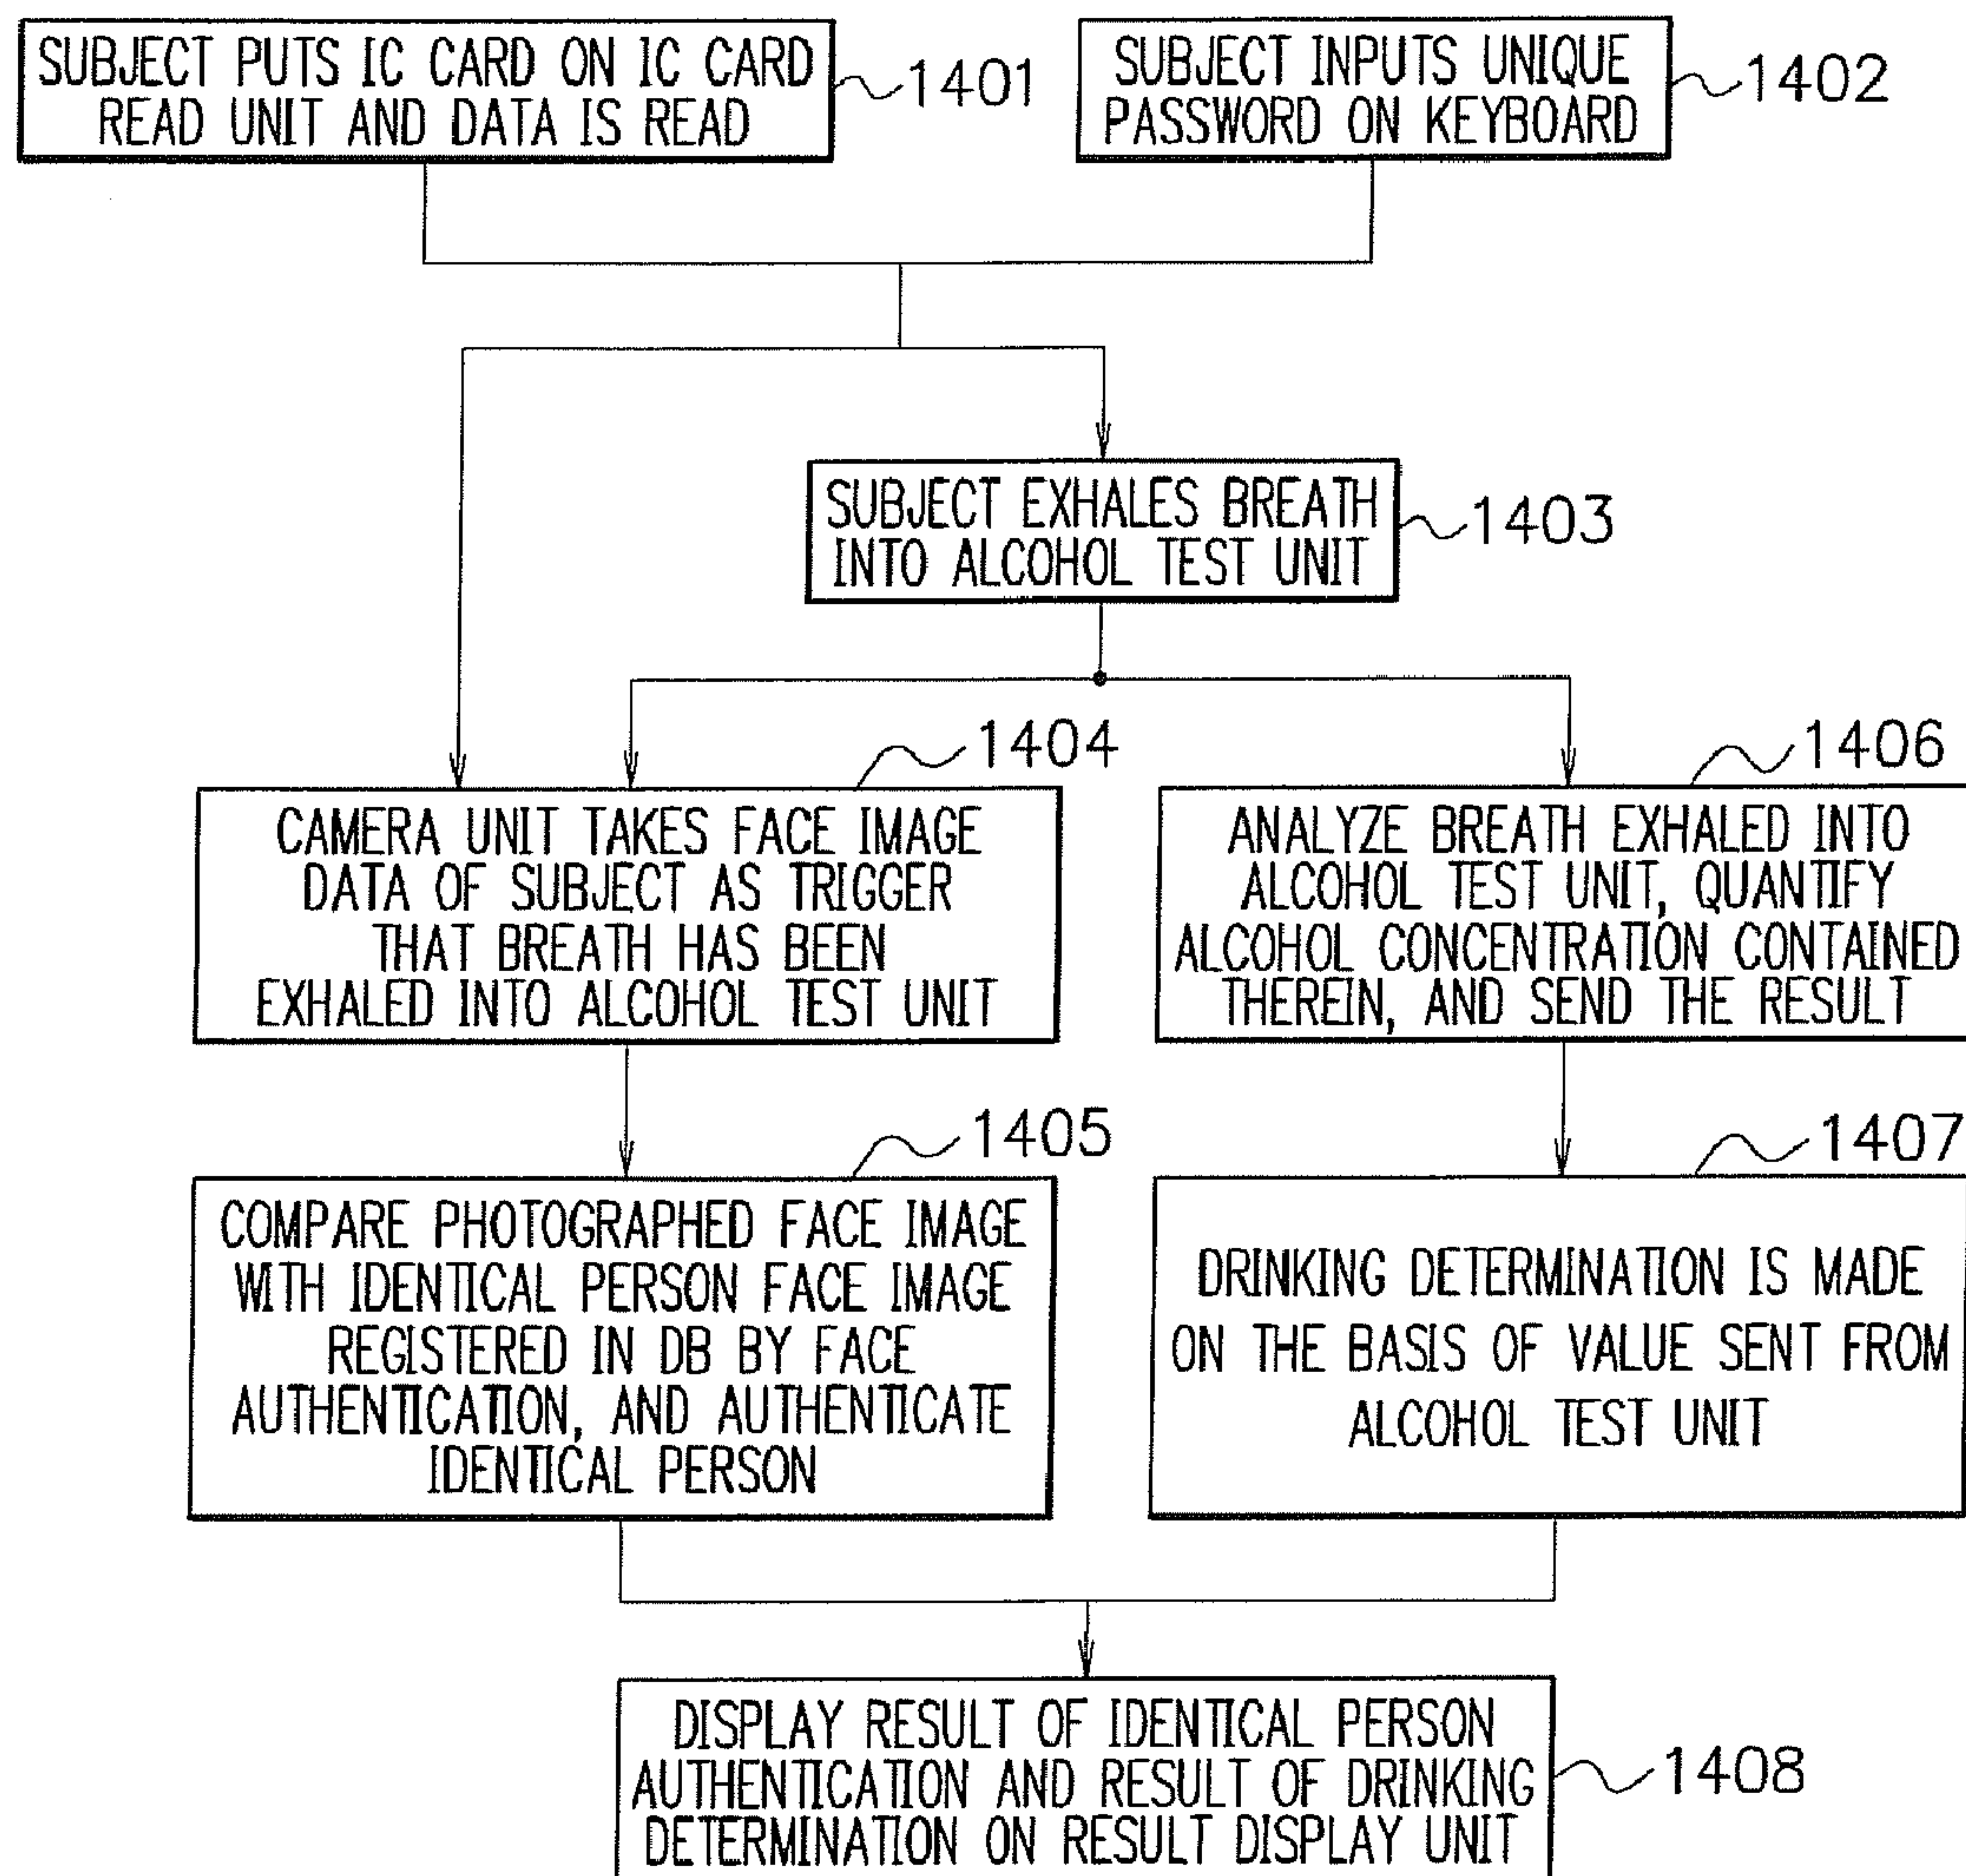 SUBJECT PUTS IC CARD ON IC CARD
READ UNIT AND DATA IS READ
1401
SUBJECT INPUTS UNIQUE
PASSWORD ON KEYBOARD
1402
SUBJECT EXHALES BREATH
INTO ALCOHOL TEST UNIT
1403
1404
CAMERA UNIT TAKES FACE IMAGE
DATA OF SUBJECT AS TRIGGER
THAT BREATH HAS BEEN
EXHALED INTO ALCOHOL TEST UNIT
1406
ANALYZE BREATH EXHALED INTO
ALCOHOL TEST UNIT, QUANTIFY
ALCOHOL CONCENTRATION CONTAINED
THEREIN, AND SEND THE RESULT
1405
COMPARE PHOTOGRAPHED FACE IMAGE
WITH IDENTICAL PERSON FACE IMAGE
REGISTERED IN DB BY FACE
AUTHENTICATION, AND AUTHENTICATE
IDENTICAL PERSON
1407
DRINKING DETERMINATION IS MADE
ON THE BASIS OF VALUE SENT FROM
ALCOHOL TEST UNIT
DISPLAY RESULT OF IDENTICAL PERSON
AUTHENTICATION AND RESULT OF DRINKING
DETERMINATION ON RESULT DISPLAY UNIT
1408